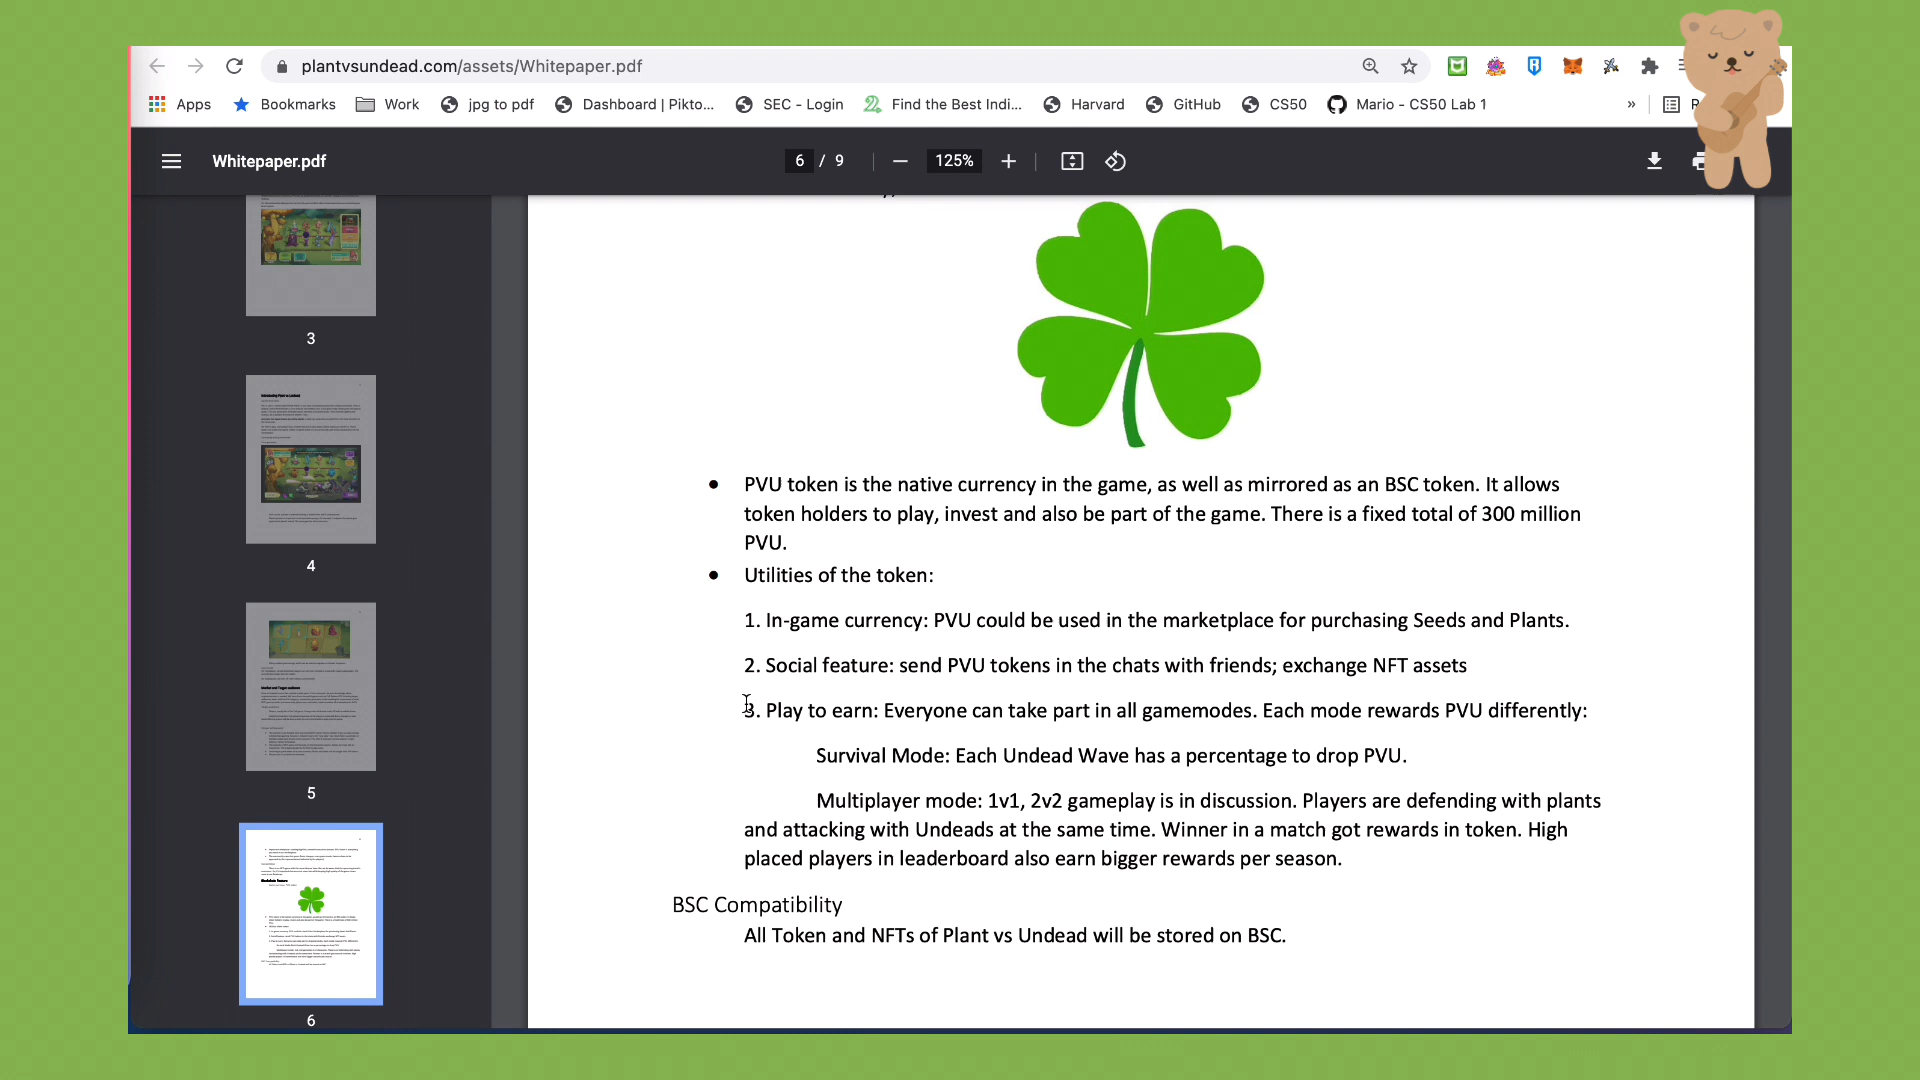 plantvsundead.com/assets/Whitepaper.pdf
Apps Bookmarks Work jpg to pdf Dashboard | Pikto... SEC - Login Find the Best Indi... Harvard GitHub CS50 Mario - CS50 Lab 1 »
Whitepaper.pdf 6 / 9 125%
3
4
5
6
PVU token is the native currency in the game, as well as mirrored as an BSC token. It allows
token holders to play, invest and also be part of the game. There is a fixed total of 300 million
PVU.
Utilities of the token:
1. In-game currency: PVU could be used in the marketplace for purchasing Seeds and Plants.
2. Social feature: send PVU tokens in the chats with friends; exchange NFT assets
3. Play to earn: Everyone can take part in all gamemodes. Each mode rewards PVU differently:
Survival Mode: Each Undead Wave has a percentage to drop PVU.
Multiplayer mode: 1v1, 2v2 gameplay is in discussion. Players are defending with plants
and attacking with Undeads at the same time. Winner in a match got rewards in token. High
placed players in leaderboard also earn bigger rewards per season.
BSC Compatibility
All Token and NFTs of Plant vs Undead will be stored on BSC.